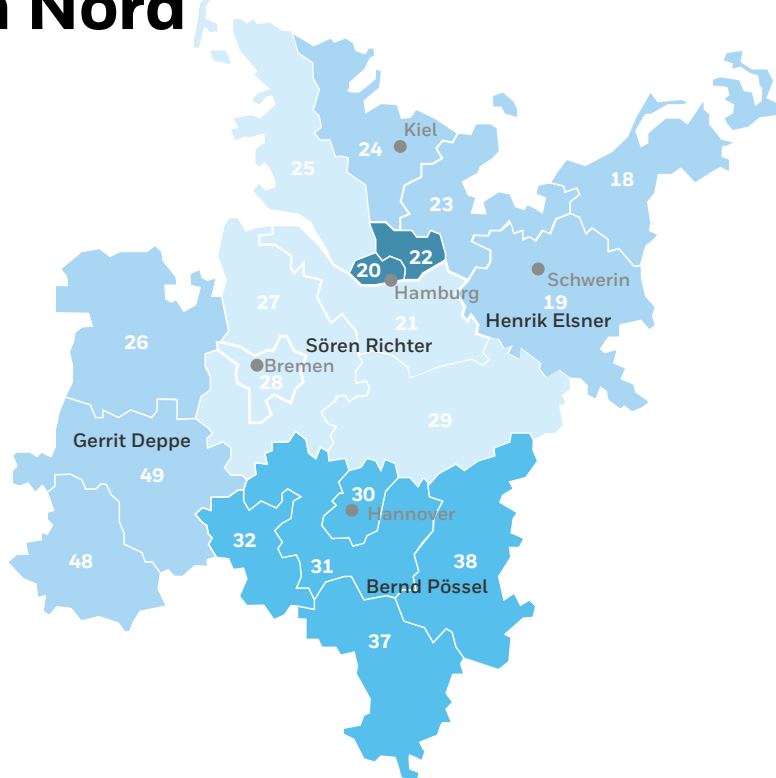 n Nord
Kiel
24
25
18
23
22
20
Schwerin
Hamburg
19
27
21
Henrik Elsner
26
Sören Richter
Bremen
28
29
Gerrit Deppe
49
30
Hannover
32
48
31
38
Bernd Pössel
37